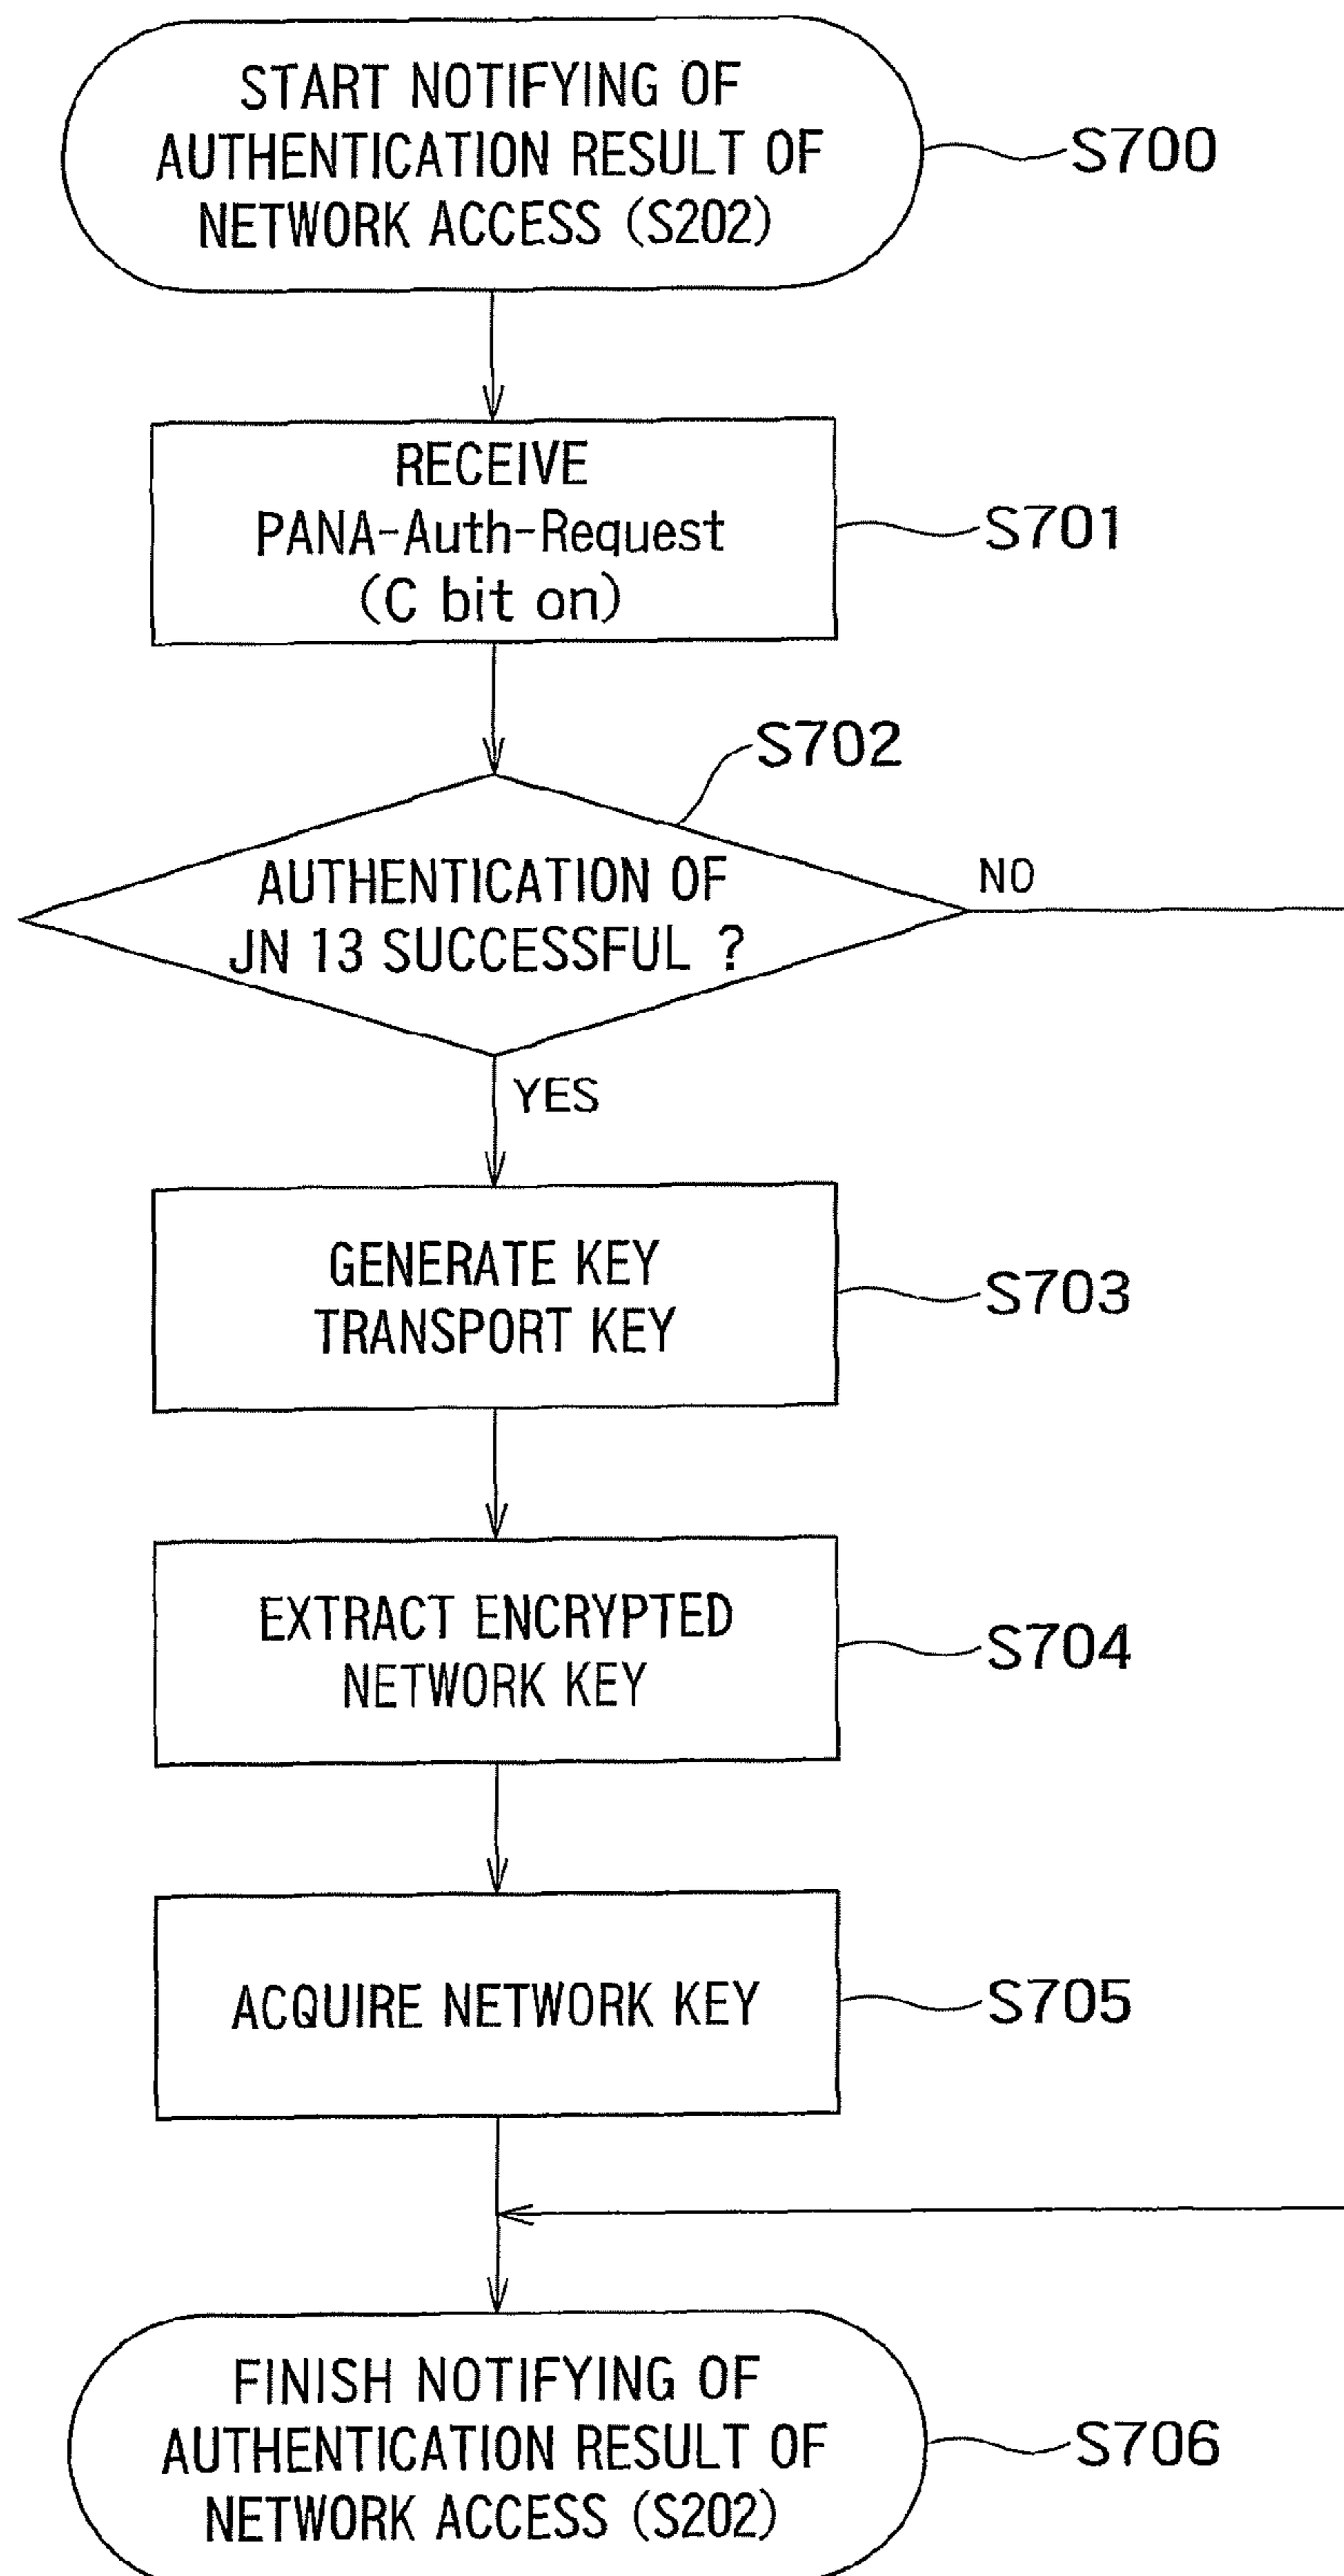 START NOTIFYING OF
AUTHENTICATION RESULT OF
NETWORK ACCESS (S202)
S700
RECEIVE
PANA-Auth-Request
(C bit on)
S701
S702
AUTHENTICATION OF
JN 13 SUCCESSFUL ?
NO
YES
GENERATE KEY
TRANSPORT KEY
S703
EXTRACT ENCRYPTED
NETWORK KEY
S704
ACQUIRE NETWORK KEY
S705
FINISH NOTIFYING OF
AUTHENTICATION RESULT OF
NETWORK ACCESS (S202)
S706